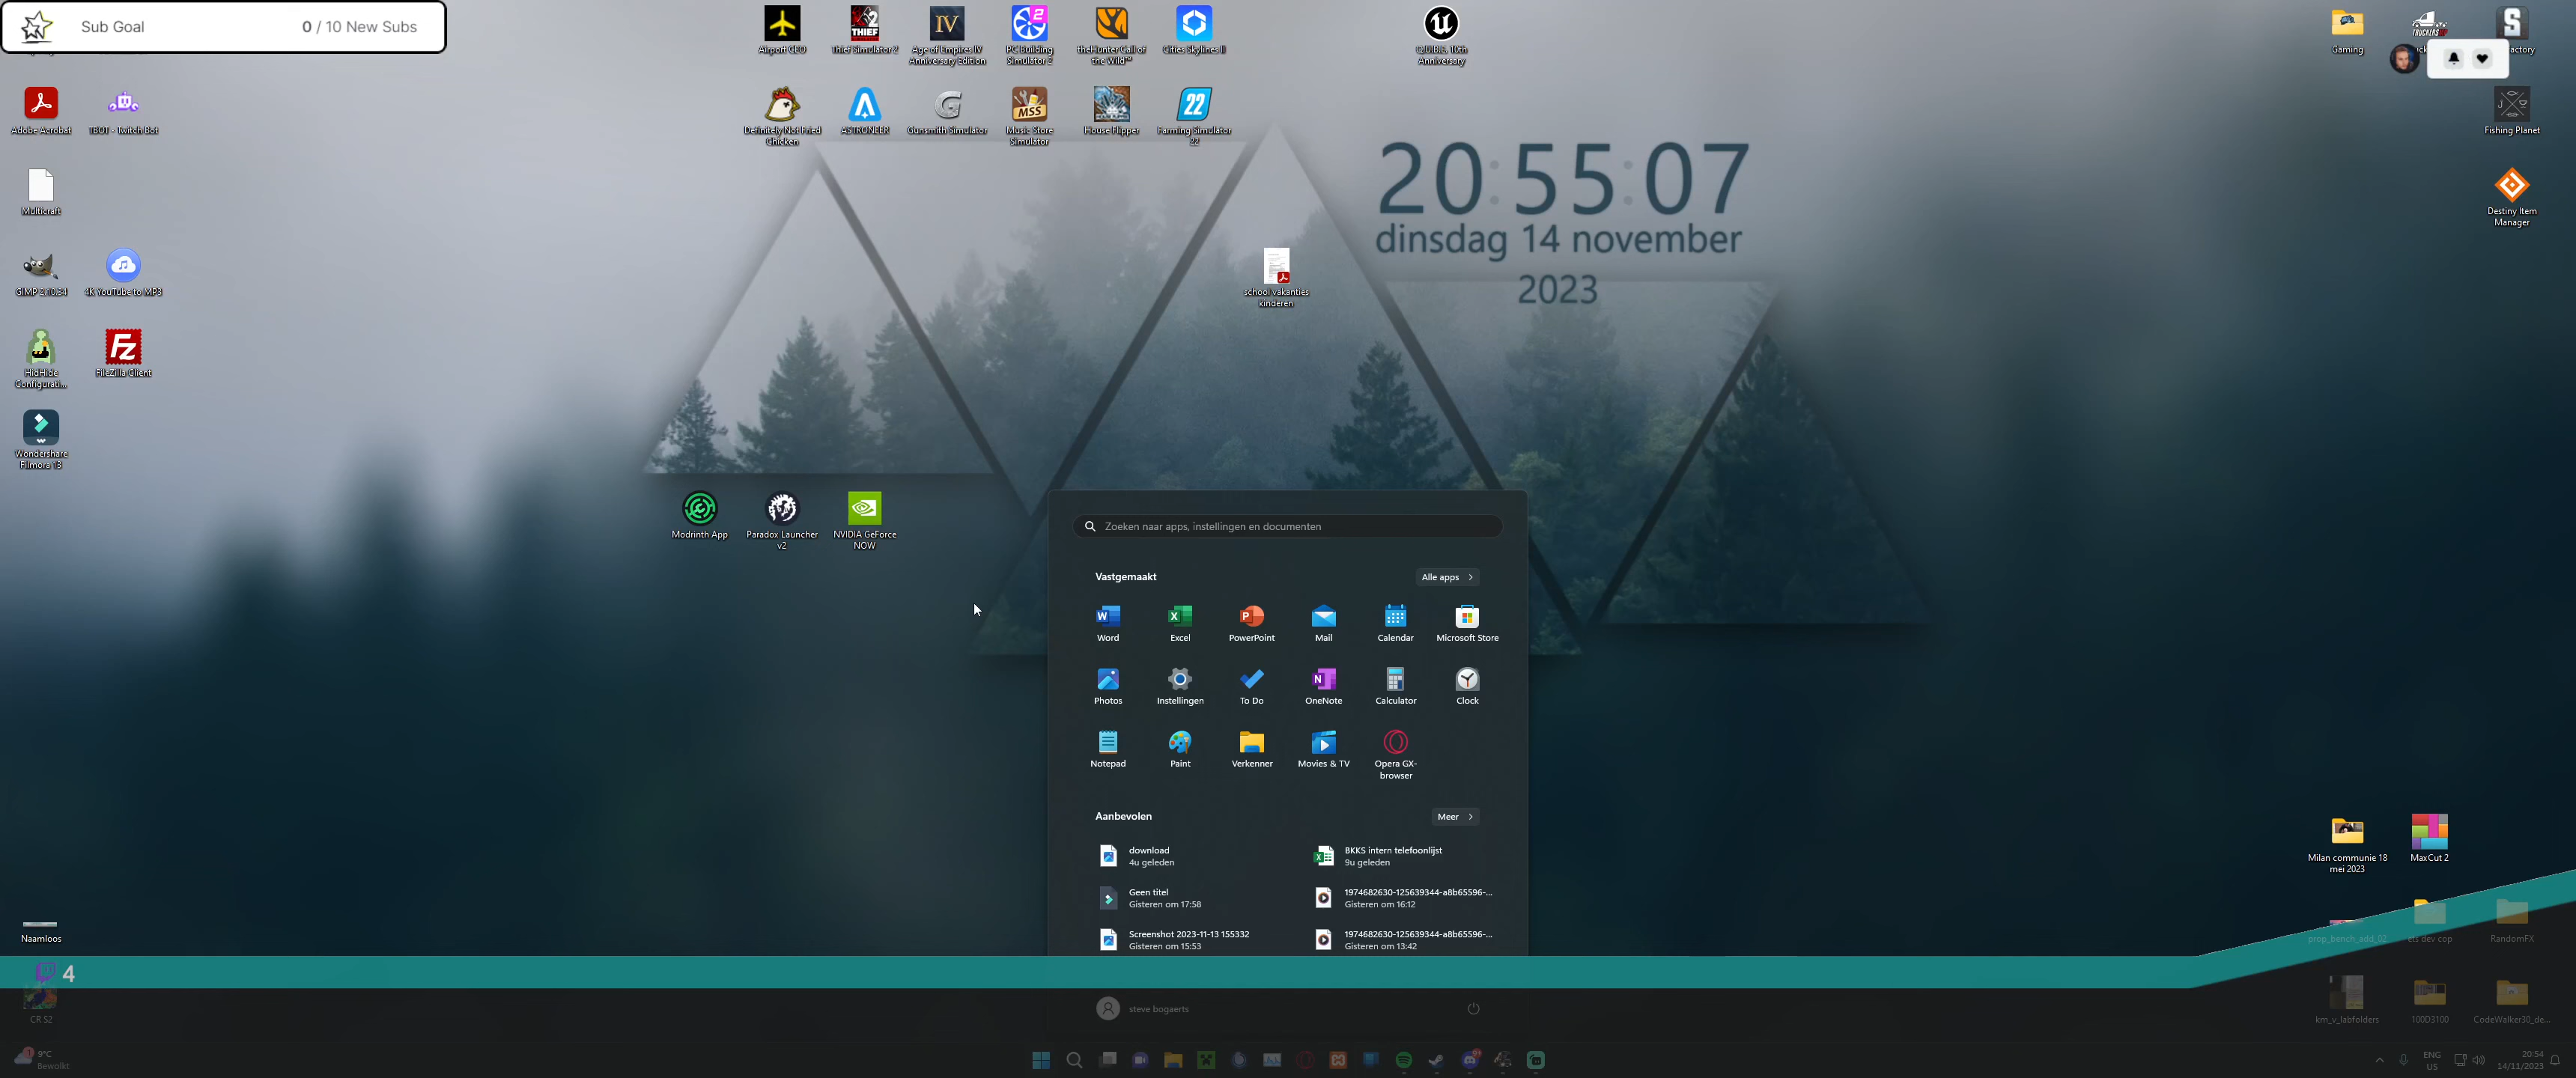 Sub Goal 0 / 10 New Subs
Airport CEO
Thief Simulator 2
Age of Empires IV
Anniversary Edition
PC Building
Simulator 2
theHunter Call of
the Wild™
Cities Skylines II
Q.U.B.E. 10th
Anniversary
Gaming
Adobe Acrobat
TBOT - Twitch Bot
Definitely Not Fried
Chicken
ASTRONEER
Gunsmith Simulator
Music Store
Simulator
House Flipper
Farming Simulator
22
Fishing Planet
20:55:07
dinsdag 14 november
2023
Multicraft
Destiny Item
Manager
GIMP 2.10.34
4K YouTube to MP3
school vakanties
kinderen
HidHide
Configurati...
FileZilla Client
Wondershare
Filmora 13
Modrinth App
Paradox Launcher
v2
NVIDIA GeForce
NOW
Zoeken naar apps, instellingen en documenten
Vastgemaakt
Alle apps
Word
Excel
PowerPoint
Mail
Calendar
Microsoft Store
Photos
Instellingen
To Do
OneNote
Calculator
Clock
Notepad
Paint
Verkenner
Movies & TV
Opera GX-
browser
Aanbevolen
Meer
download
4u geleden
BKKS intern telefoonlijst
9u geleden
Geen titel
Gisteren om 17:58
1974682630-125639344-a8b65596-...
Gisteren om 16:12
Screenshot 2023-11-13 155332
Gisteren om 15:53
1974682630-125639344-a8b65596-...
Gisteren om 13:42
Milan communie 18
mei 2023
MaxCut 2
Naamloos
prop_bench_add_02
els dev cop
RandomFX
4
CR S2
steve bogaerts
krn_v_labfolders
100D3100
CodeWalker30_de...
9°C
Bewolkt
ENG
US
20:54
14/11/2023